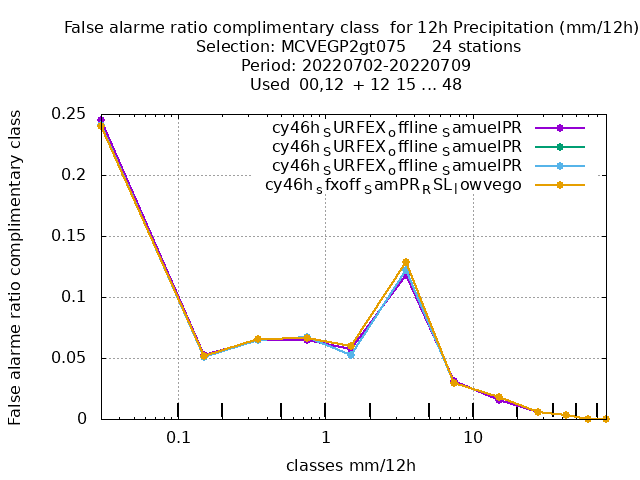 False alarme ratio complimentary class  for 12h Precipitation (mm/12h)
Selection: MCVEGP2gt075     24 stations
Period: 20220702-20220709
Used  00,12  + 12 15 ... 48
False alarme ratio complimentary class
0.25
0.2
0.15
0.1
0.05
0
cy46h_SURFEX_offline_SamuelPR
cy46h_SURFEX_offline_SamuelPR
cy46h_SURFEX_offline_SamuelPR
cy46h_sfxoff_SamPR_RSL_lowvego
0.1
1
10
classes mm/12h